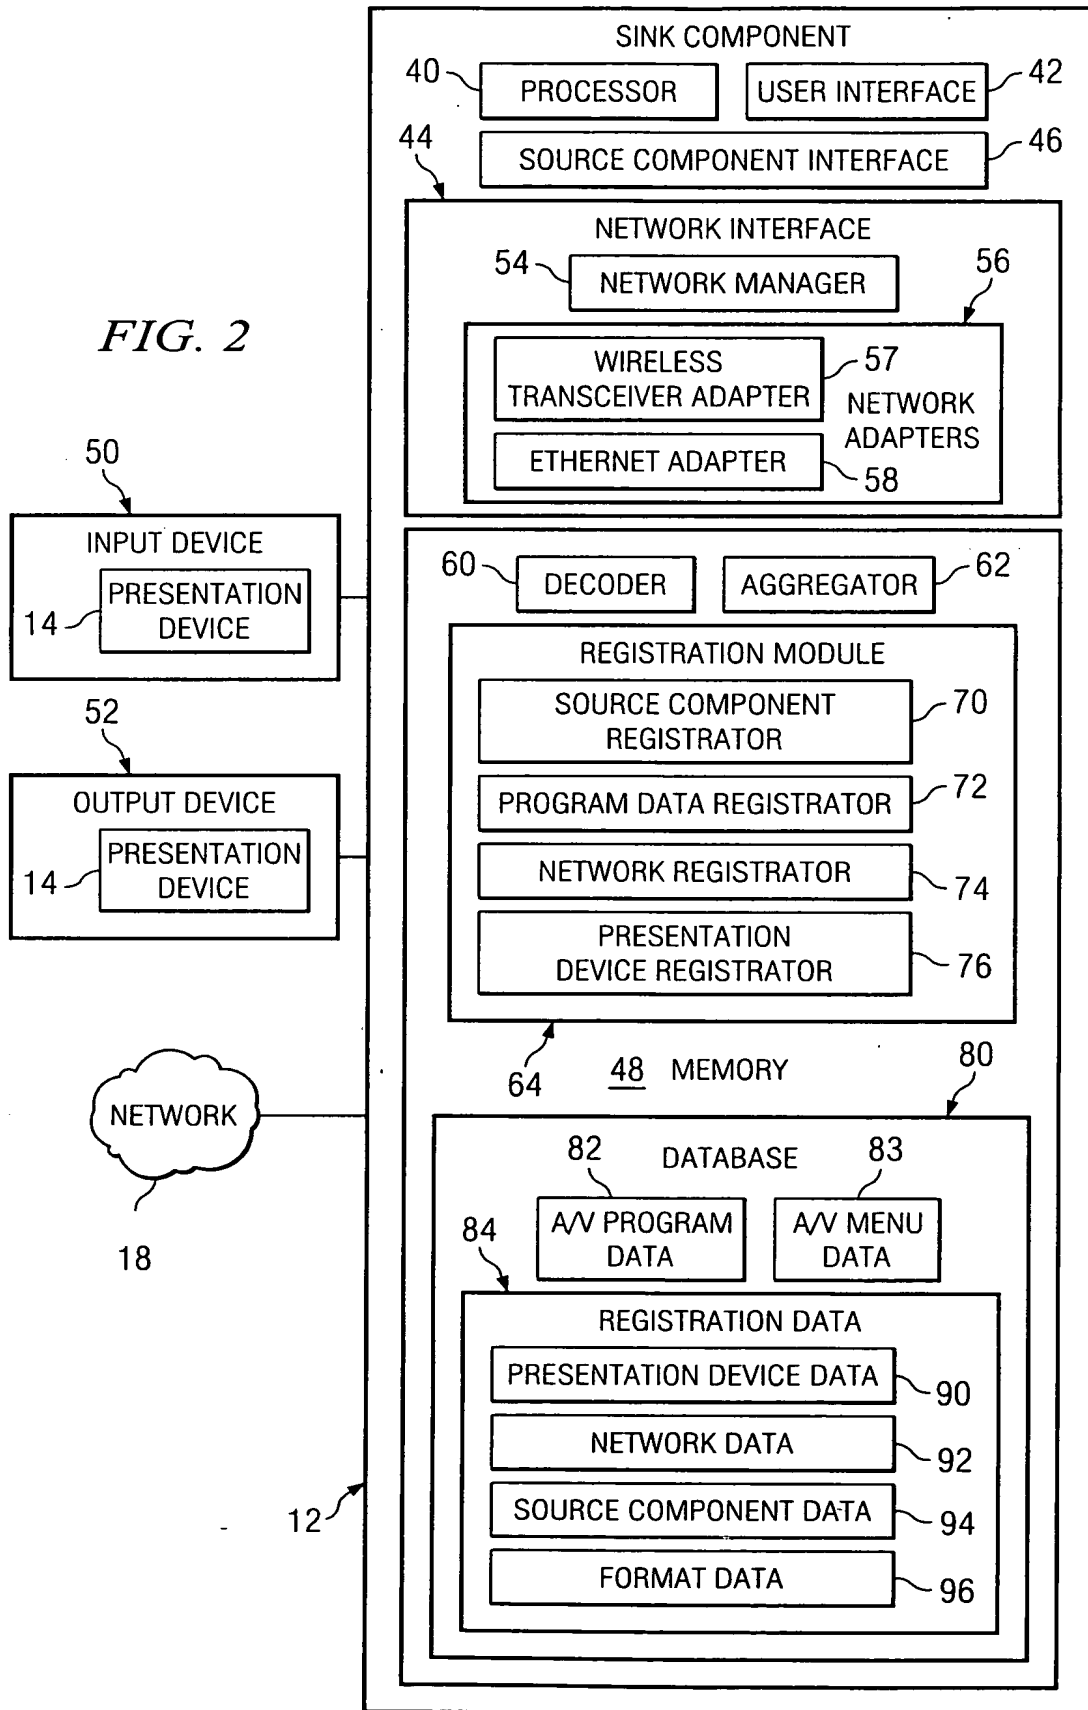 SINK COMPONENT
40
PROCESSOR
USER INTERFACE
42
44
SOURCE COMPONENT INTERFACE
46
NETWORK INTERFACE
54
NETWORK MANAGER
56
FIG. 2
WIRELESS
TRANSCEIVER ADAPTER
57
NETWORK
ADAPTERS
ETHERNET ADAPTER
58
50
INPUT DEVICE
14
PRESENTATION
DEVICE
60
DECODER
AGGREGATOR
62
REGISTRATION MODULE
SOURCE COMPONENT
REGISTRATOR
70
52
OUTPUT DEVICE
14
PRESENTATION
DEVICE
PROGRAM DATA REGISTRATOR
72
NETWORK REGISTRATOR
74
PRESENTATION
DEVICE REGISTRATOR
76
64
48 MEMORY
80
NETWORK
18
DATABASE
82
83
A/V PROGRAM
DATA
A/V MENU
DATA
84
REGISTRATION DATA
PRESENTATION DEVICE DATA
90
NETWORK DATA
92
12
SOURCE COMPONENT DATA
94
FORMAT DATA
96